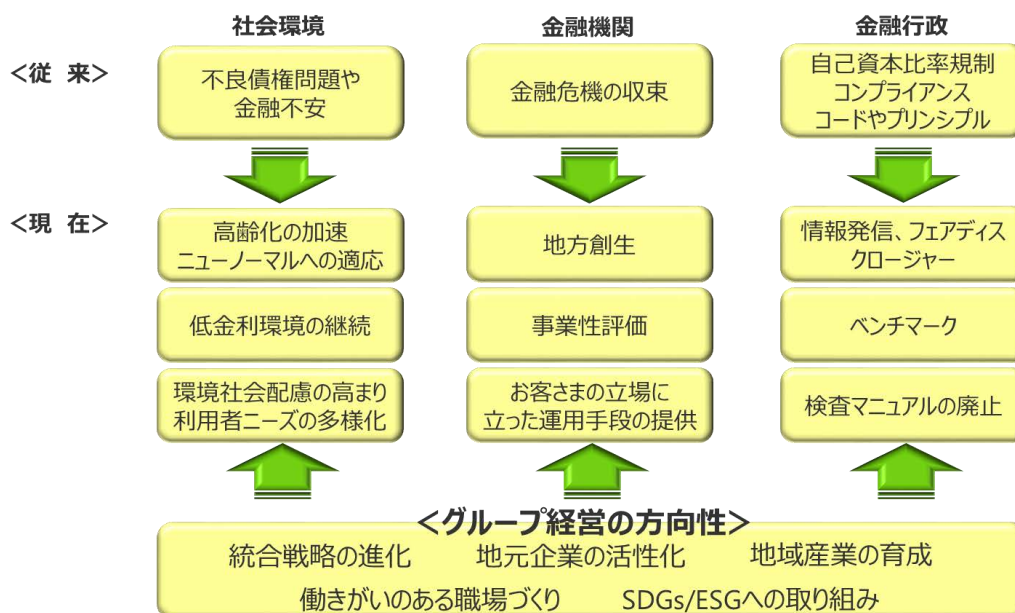 社会環境
金融機関
金融行政
<従 来>
不良債権問題や
金融不安
金融危機の収束
自己資本比率規制
コンプライアンス
コードやプリンシプル
<現 在>
高齢化の加速
ニューノーマルへの適応
地方創生
情報発信、フェアディス
クロージャー
低金利環境の継続
事業性評価
ベンチマーク
環境社会配慮の高まり
利用者ニーズの多様化
お客さまの立場に
立った運用手段の提供
検査マニュアルの廃止
<グループ経営の方向性>
統合戦略の進化 地元企業の活性化 地域産業の育成
働きがいのある職場づくり SDGs/ESGへの取り組み